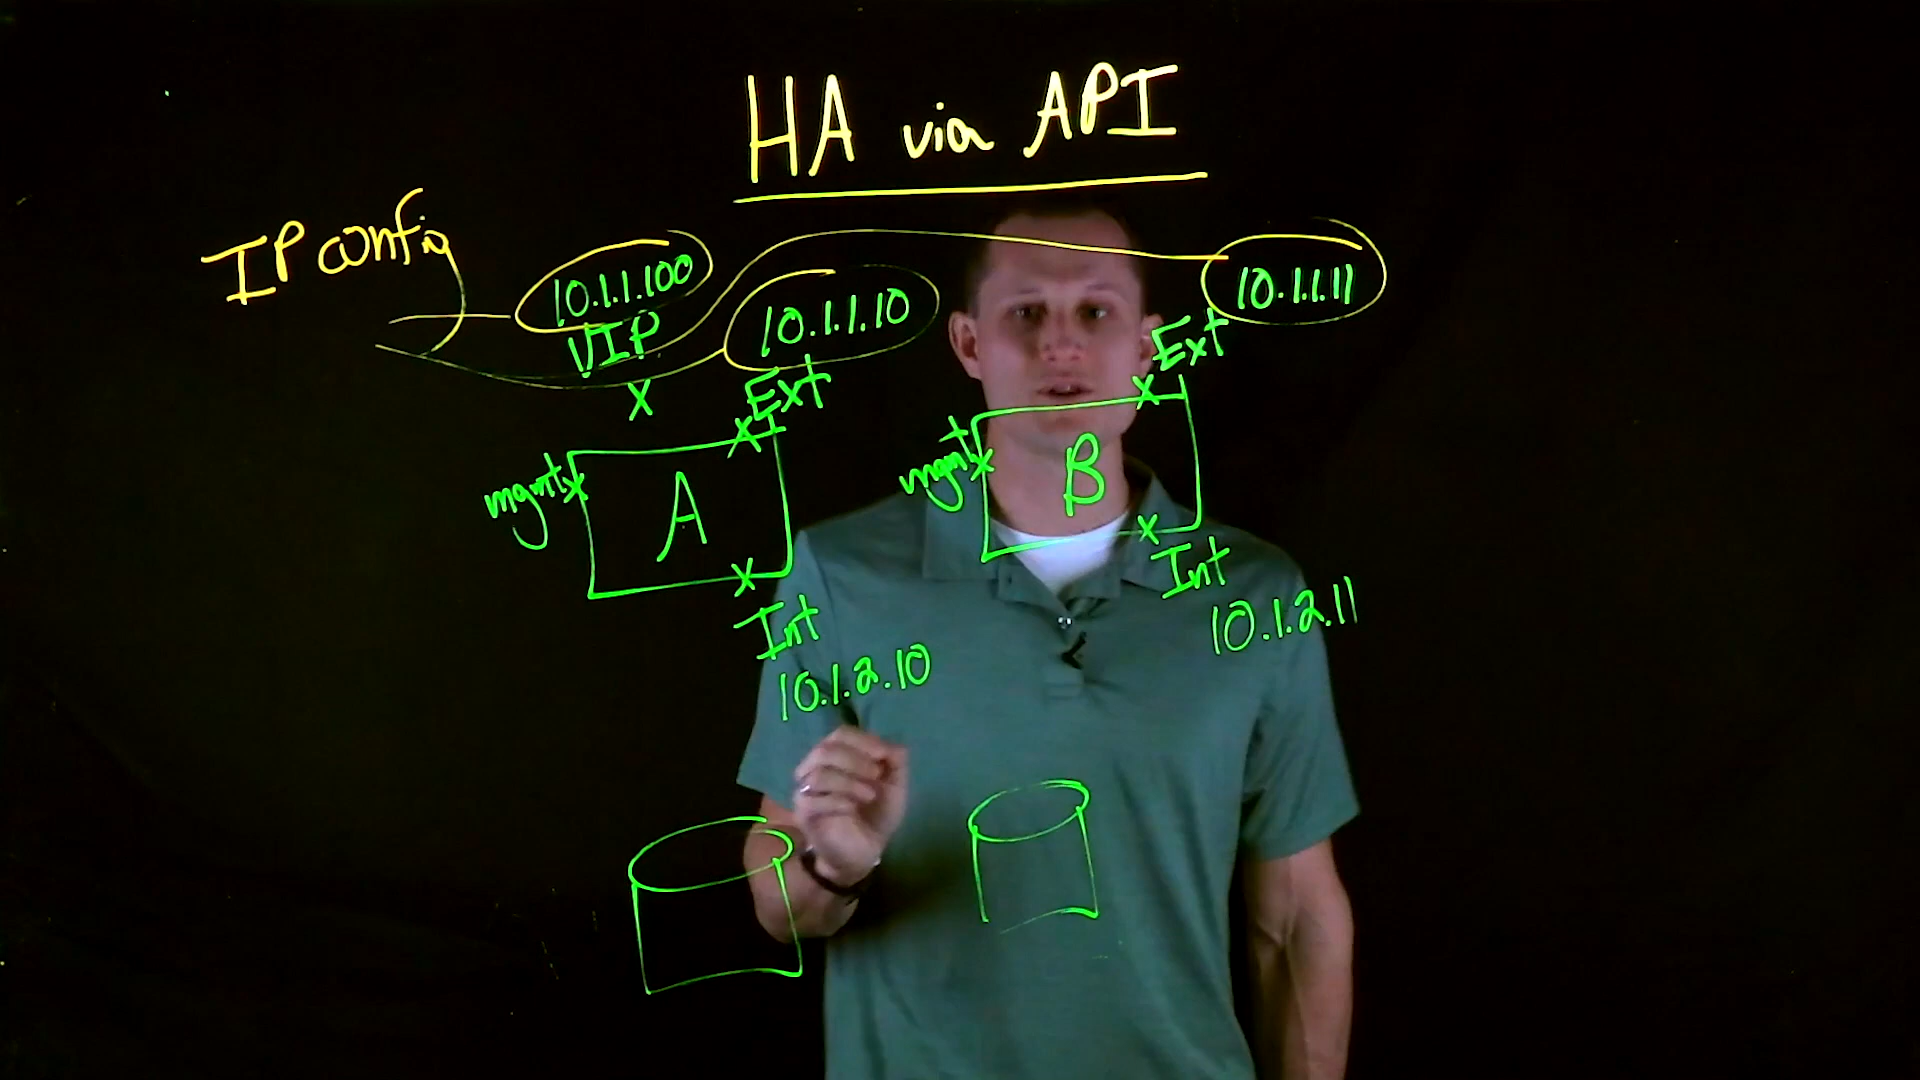 HA via API
IP config
10.1.1.100
VIP
x
10.1.1.10
Ext
x
10.1.1.11
Ext
x
mgmt x
A
x
Int
10.1.2.10
mgmt x
B
x
Int
10.1.2.11